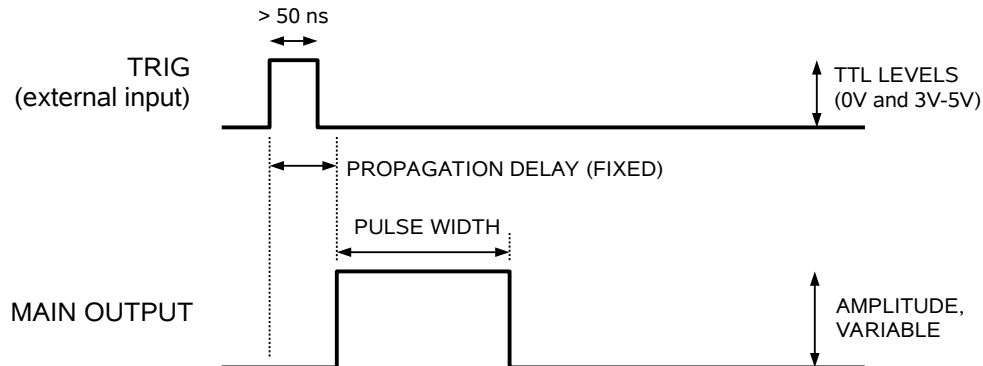 > 50 ns
TRIG
(external input)
TTL LEVELS
(0V and 3V-5V)
PROPAGATION DELAY (FIXED)
PULSE WIDTH
MAIN OUTPUT
AMPLITUDE,
VARIABLE